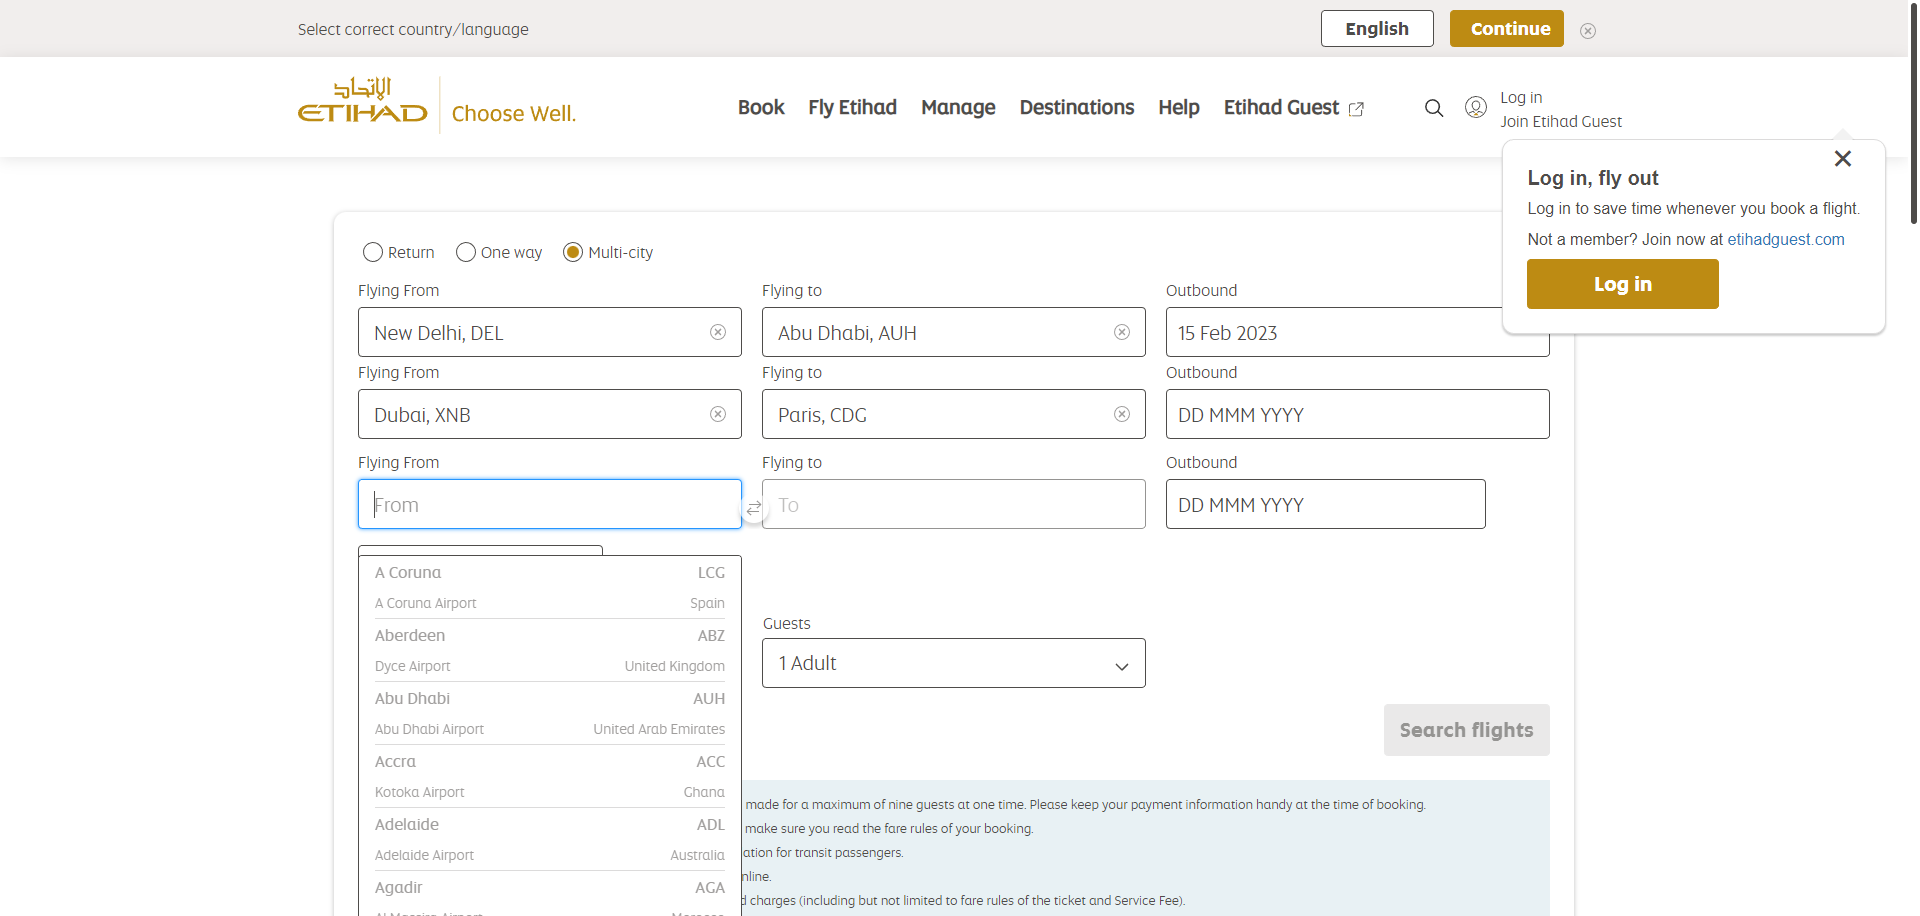 Select correct country/language
English
Continue
الإتحاد
ETIHAD
Choose Well.
Book
Fly Etihad
Manage
Destinations
Help
Etihad Guest
Log in
Join Etihad Guest
Log in, fly out
Log in to save time whenever you book a flight.
Not a member? Join now at etihadguest.com
Log in
Return
One way
Multi-city
Flying From
Flying to
Outbound
New Delhi, DEL
Abu Dhabi, AUH
15 Feb 2023
Flying From
Flying to
Outbound
Dubai, XNB
Paris, CDG
DD MMM YYYY
Flying From
Flying to
Outbound
From
To
DD MMM YYYY
A Coruna LCG
A Coruna Airport Spain
Aberdeen ABZ
Dyce Airport United Kingdom
Abu Dhabi AUH
Abu Dhabi Airport United Arab Emirates
Accra ACC
Kotoka Airport Ghana
Adelaide ADL
Adelaide Airport Australia
Agadir AGA
Guests
1 Adult
Search flights
made for a maximum of nine guests at one time. Please keep your payment information handy at the time of booking.
make sure you read the fare rules of your booking.
ation for transit passengers.
nline.
d charges (including but not limited to fare rules of the ticket and Service Fee).